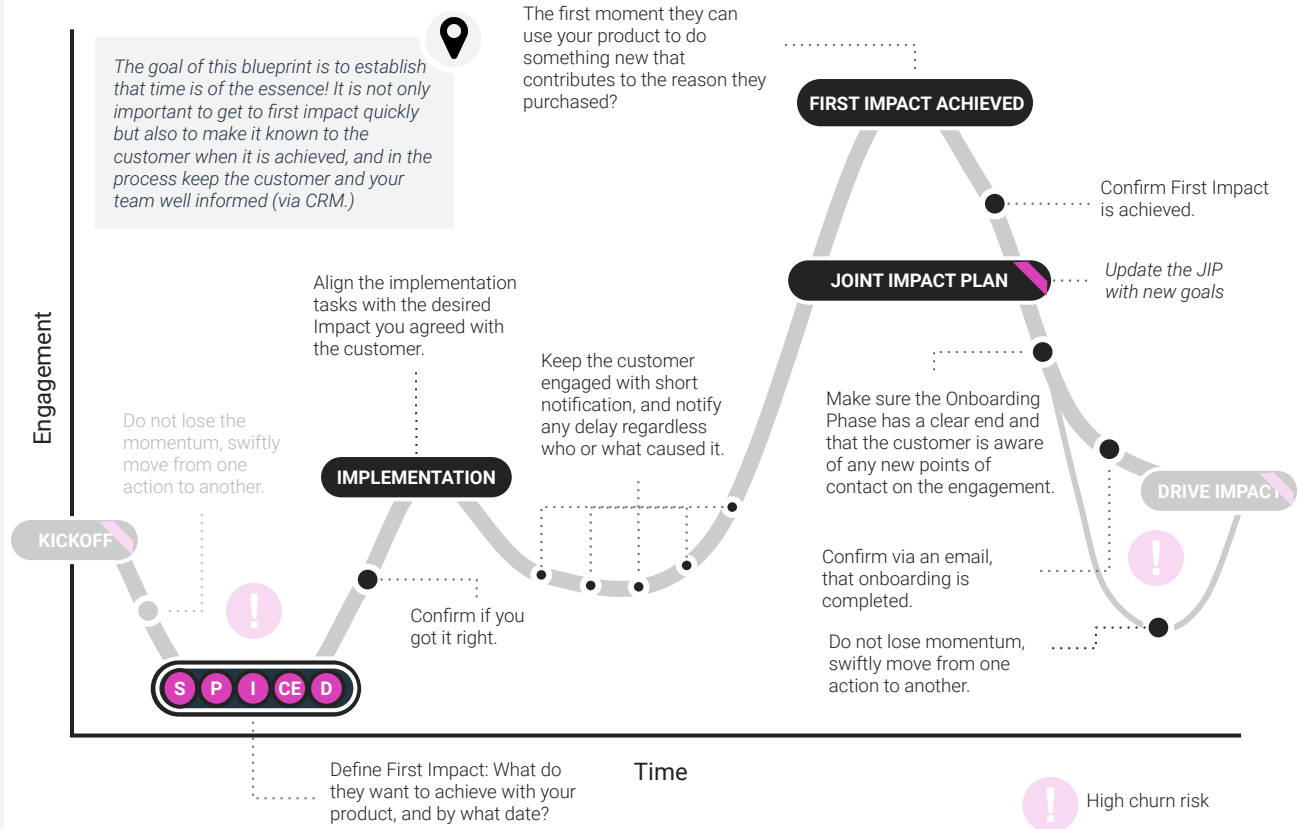 The first moment they can
use your product to do
something new that
contributes to the reason they
purchased?
The goal of this blueprint is to establish
that time is of the essence! It is not only
important to get to first impact quickly
but also to make it known to the
customer when it is achieved, and in the
process keep the customer and your
team well informed (via CRM.)
FIRST IMPACT ACHIEVED
Confirm First Impact
is achieved.
JOINT IMPACT PLAN
Update the JIP
with new goals
Align the implementation
tasks with the desired
Impact you agreed with
the customer.
Engagement
Keep the customer
engaged with short
notification, and notify
any delay regardless
who or what caused it.
Do not lose the
momentum, swiftly
move from one
action to another.
Make sure the Onboarding
Phase has a clear end and
that the customer is aware
of any new points of
contact on the engagement.
IMPLEMENTATION
DRIVE IMPACT
KICKOFF
!
!
Confirm via an email,
that onboarding is
completed.
Confirm if you
got it right.
Do not lose momentum,
swiftly move from one
action to another.
S P I CE D
Define First Impact: What do
they want to achieve with your
product, and by what date?
Time
! High churn risk